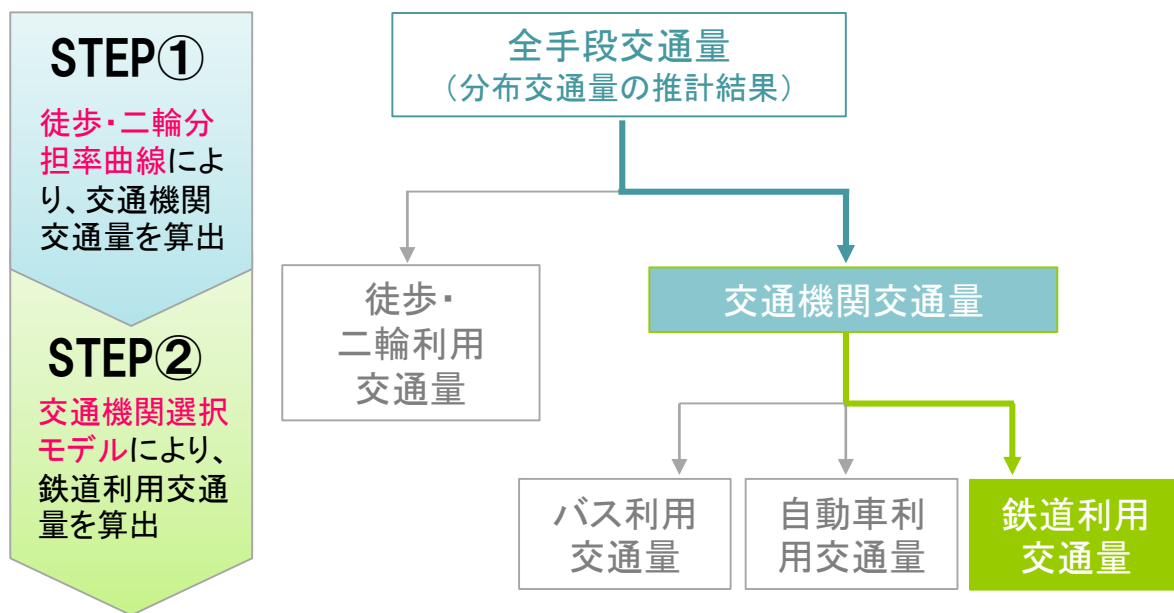 STEP①
徒歩・二輪分
担率曲線によ
り、交通機関
交通量を算出
STEP②
交通機関選択
モデルにより、
鉄道利用交通
量を算出
全手段交通量
（分布交通量の推計結果）
徒歩・
二輪利用
交通量
交通機関交通量
バス利用
交通量
自動車利
用交通量
鉄道利用
交通量